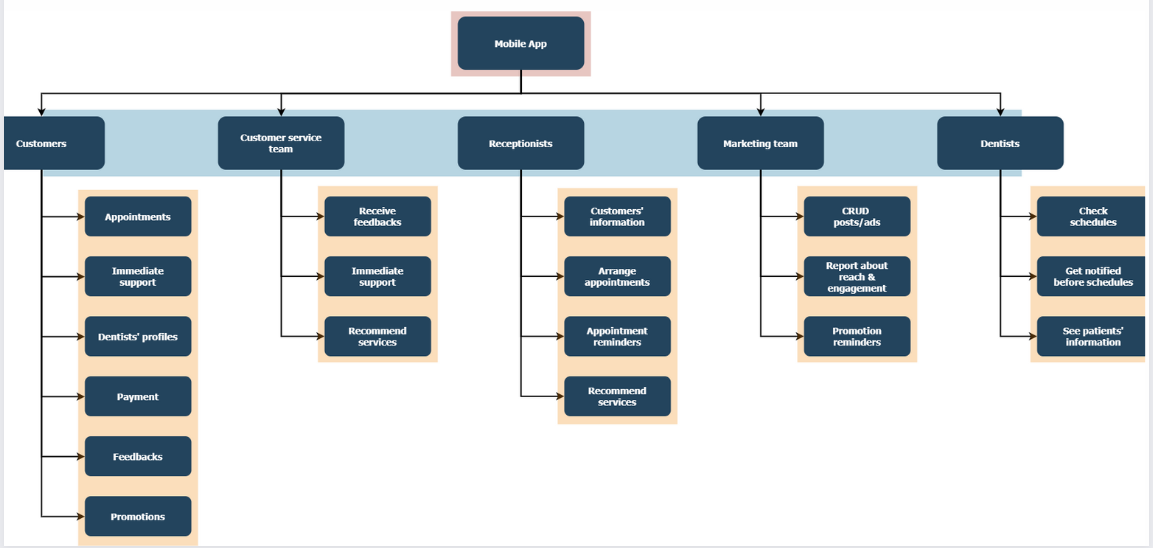 Mobile App
Customers
Customer service
team
Receptionists
Marketing team
Dentists
Appointments
Immediate
support
Dentists' profiles
Payment
Feedbacks
Promotions
Receive
feedbacks
Immediate
support
Recommend
services
Customers'
information
Arrange
appointments
Appointment
reminders
Recommend
services
CRUD
posts/ads
Report about
reach &
engagement
Promotion
reminders
Check
schedules
Get notified
before schedules
See patients'
information